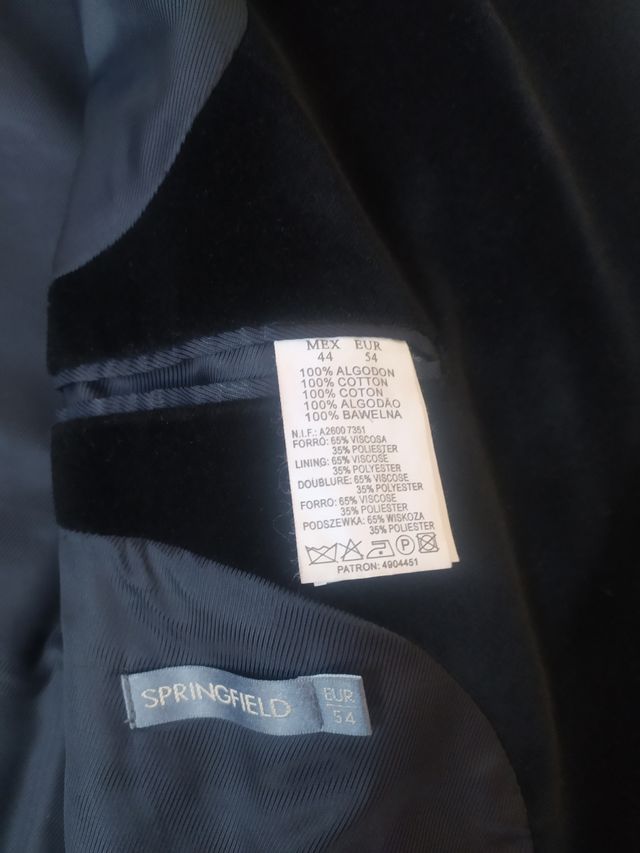 MEX EUR
44 54
100% ALGODON
100% COTTON
100% COTON
100% ALGODÃO
100% BAWELNA
N.I.F.: A2600 7351
FORRO: 65% VISCOSA
35% POLIESTER
LINING: 65% VISCOSE
35% POLYESTER
DOUBLURE: 65% VISCOSE
35% POLYESTER
FORRO: 65% VISCOSE
35% POLIESTER
PODSZEWKA: 65% WISKOZA
35% POLIESTER
P
PATRON: 4904451
SPRINGFIELD
EUR
54